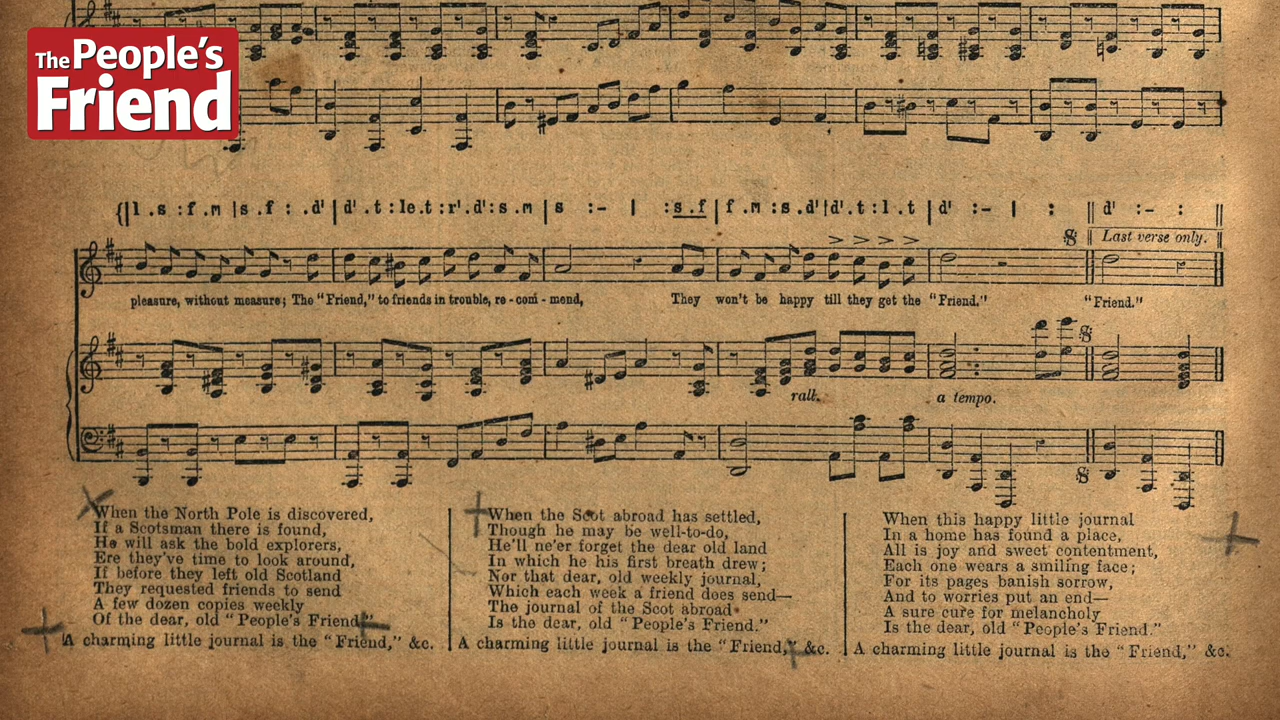 The People's
Friend
{| l .s :f .m | s .f : .d' | d' .t :le.t :r'.d':s.m | s :– | :s.f | f .m :s .d'|d'.t :l .t | d' :– | : || d' :– : ||
Last verse only.
pleasure, without measure; The "Friend," to friends in trouble, re - com - mend, They won't be happy till they get the "Friend." "Friend."
rall. a tempo.
When the North Pole is discovered,
If a Scotsman there is found,
He will ask the bold explorers,
Ere they've time to look around,
If before they left old Scotland
They requested friends to send
A few dozen copies weekly
Of the dear, old "People's Friend."
A charming little journal is the "Friend," &c.
When the Scot abroad has settled,
Though he may be well-to-do,
He'll ne'er forget the dear old land
In which he his first breath drew;
Nor that dear, old weekly journal,
Which each week a friend does send—
The journal of the Scot abroad
Is the dear, old "People's Friend."
A charming little journal is the "Friend," &c.
When this happy little journal
In a home has found a place,
All is joy and sweet contentment,
Each one wears a smiling face;
For its pages banish sorrow,
And to worries put an end—
A sure cure for melancholy
Is the dear, old "People's Friend."
A charming little journal is the "Friend," &c.